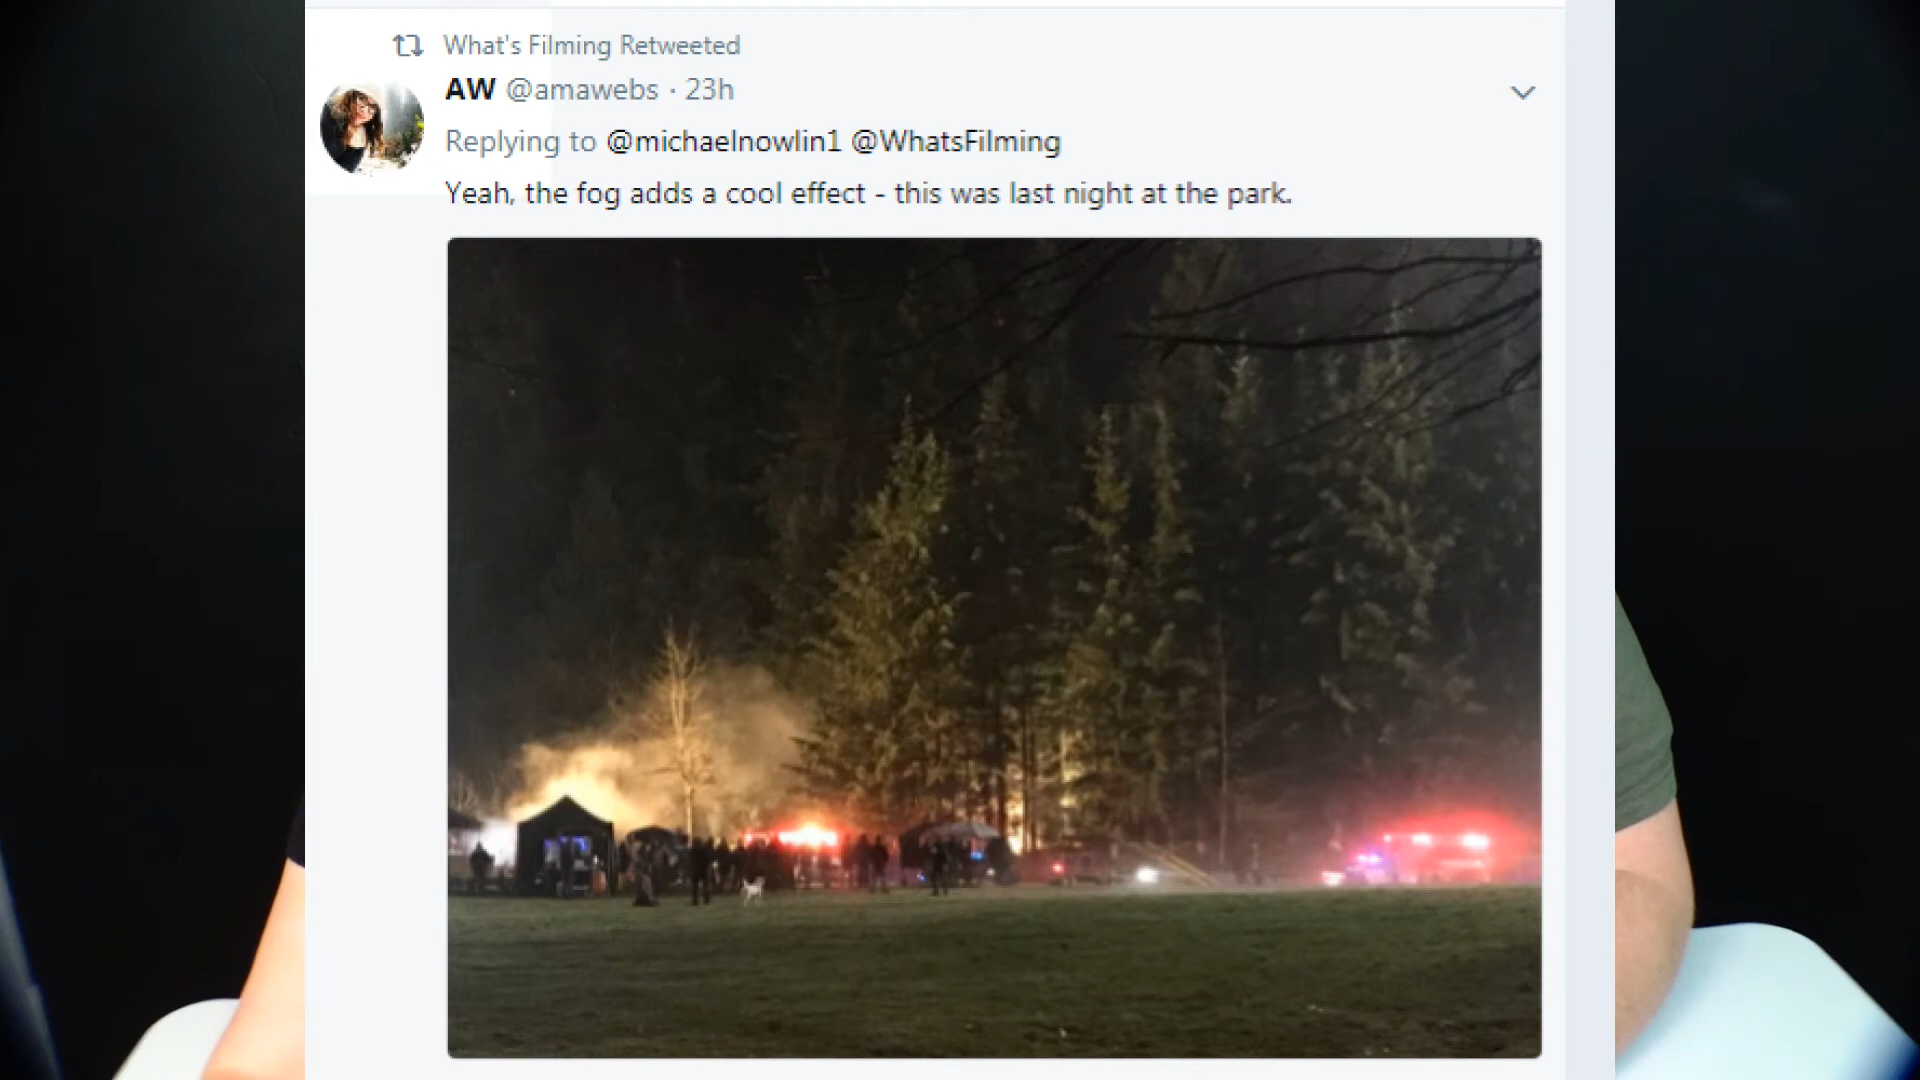 What's Filming Retweeted
AW @amawebs · 23h
Replying to @michaelnowlin1 @WhatsFilming
Yeah, the fog adds a cool effect - this was last night at the park.